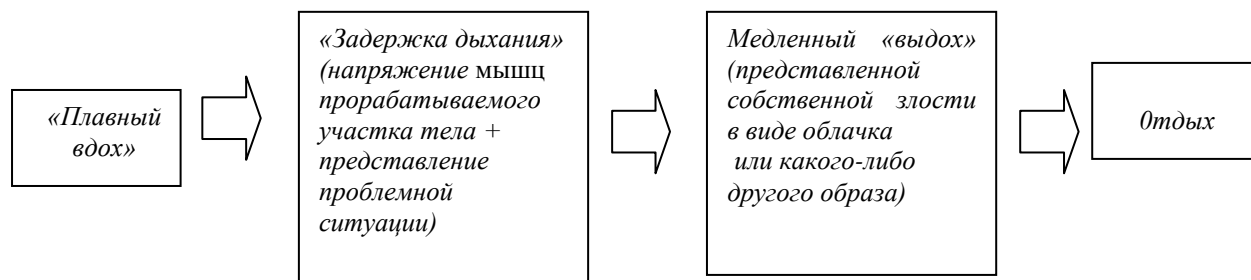 «Плавный
вдох»
«Задержка дыхания»
(напряжение мышц
прорабатываемого
участка тела +
представление
проблемной
ситуации)
Медленный «выдох»
(представленной
собственной злости
в виде облачка
или какого-либо
другого образа)
Отдых